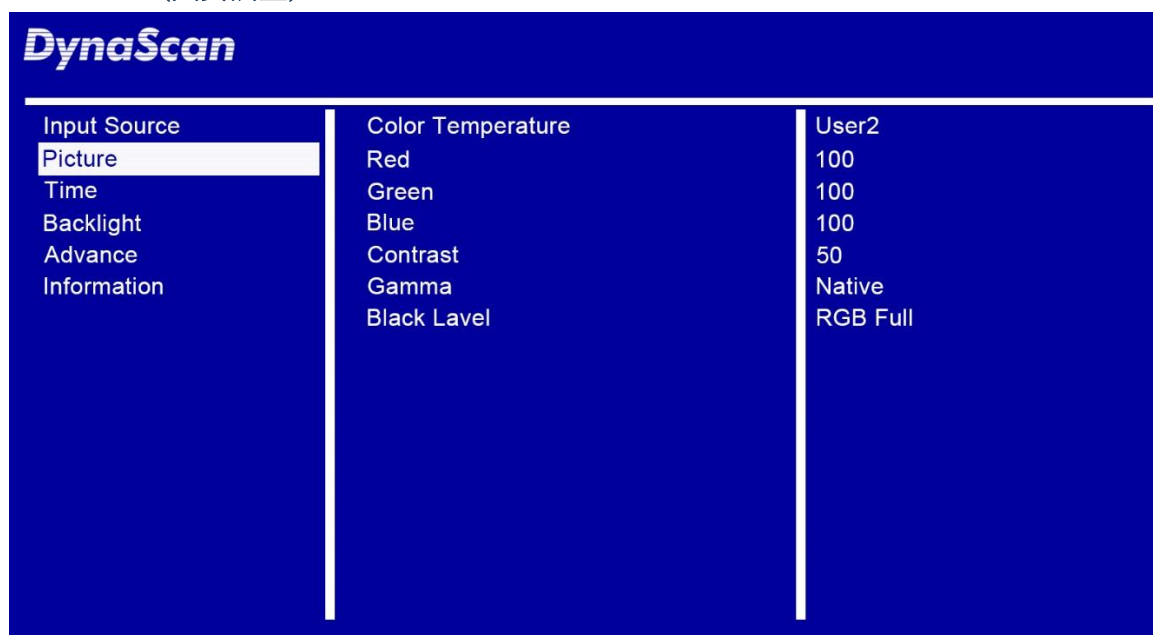 DynaScan
Input Source
Picture
Time
Backlight
Advance
Information
Color Temperature
Red
Green
Blue
Contrast
Gamma
Black Lavel
User2
100
100
100
50
Native
RGB Full